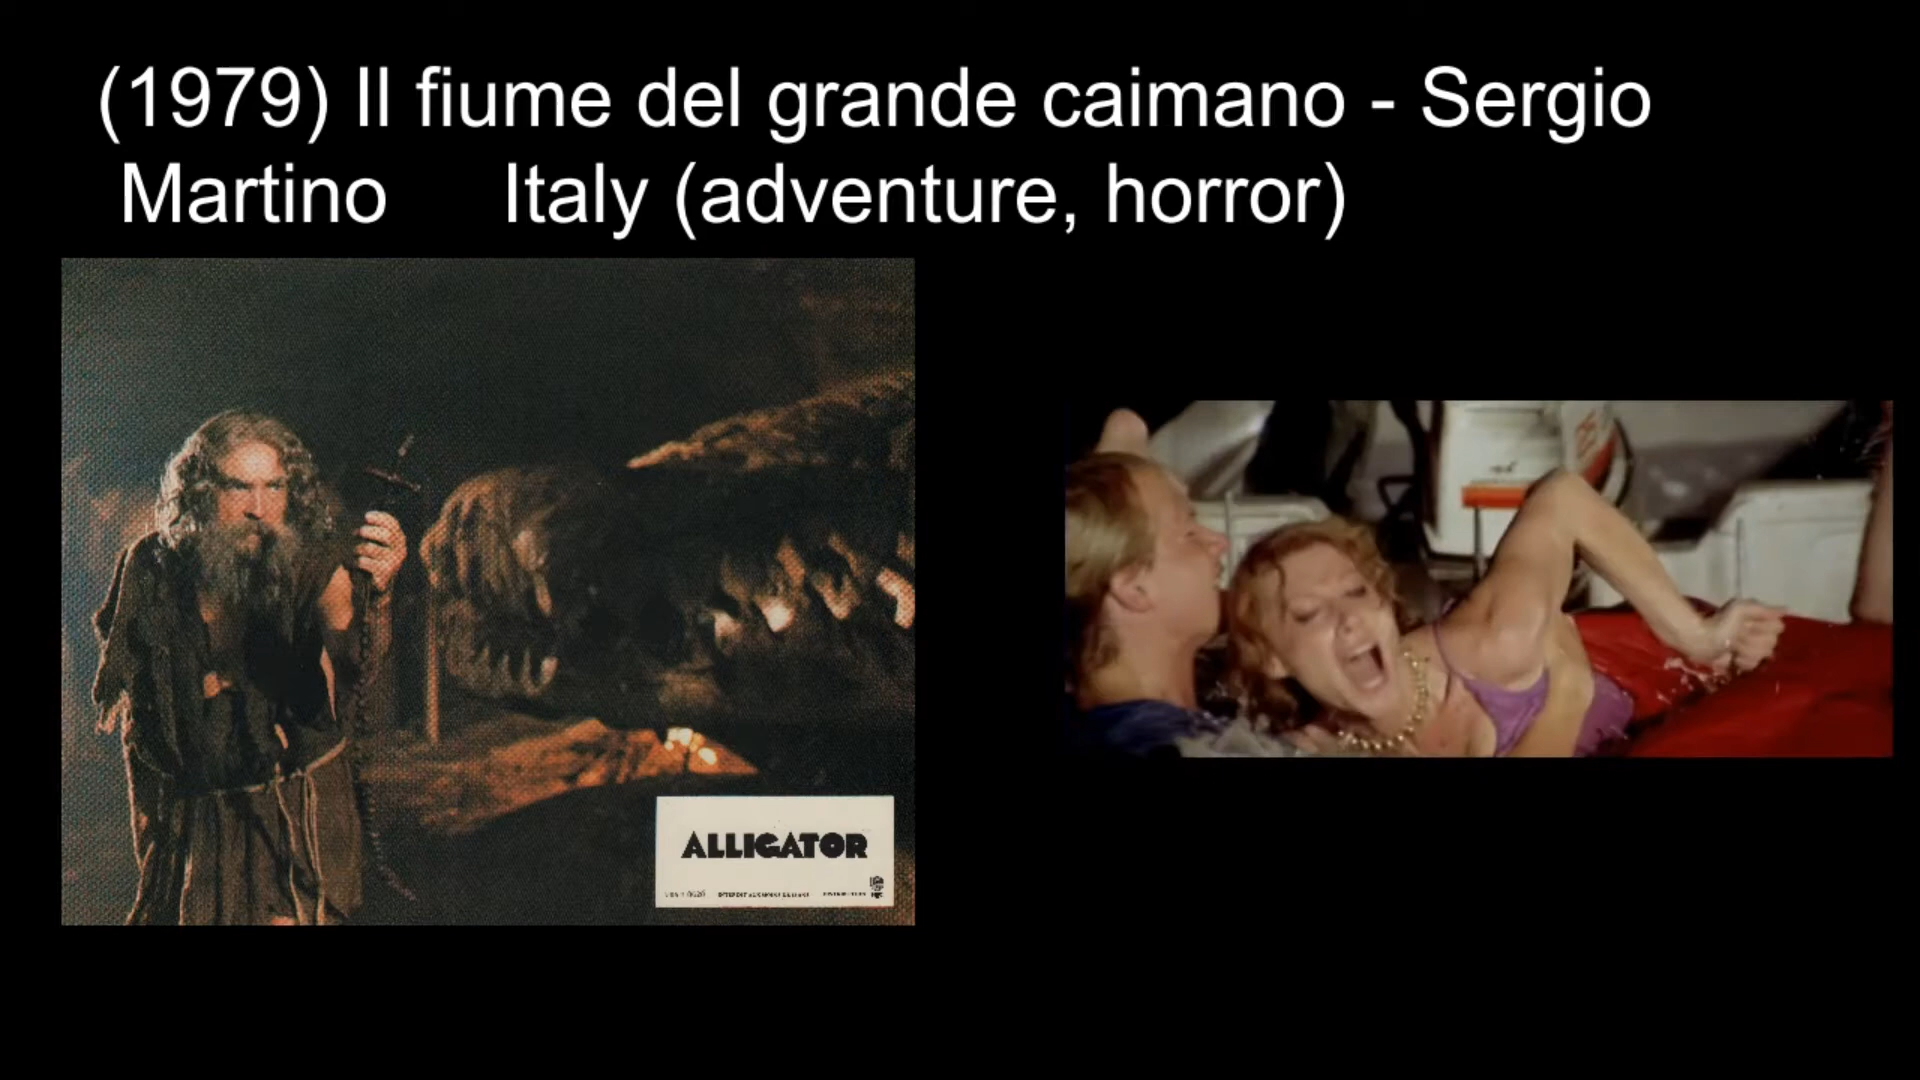 (1979) Il fiume del grande caimano - Sergio
Martino Italy (adventure, horror)
ALLIGATOR